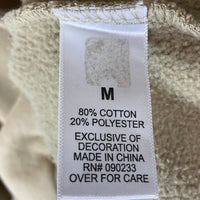 M
80% COTTON
20% POLYESTER
EXCLUSIVE OF
DECORATION
MADE IN CHINA
RN# 090233
OVER FOR CARE